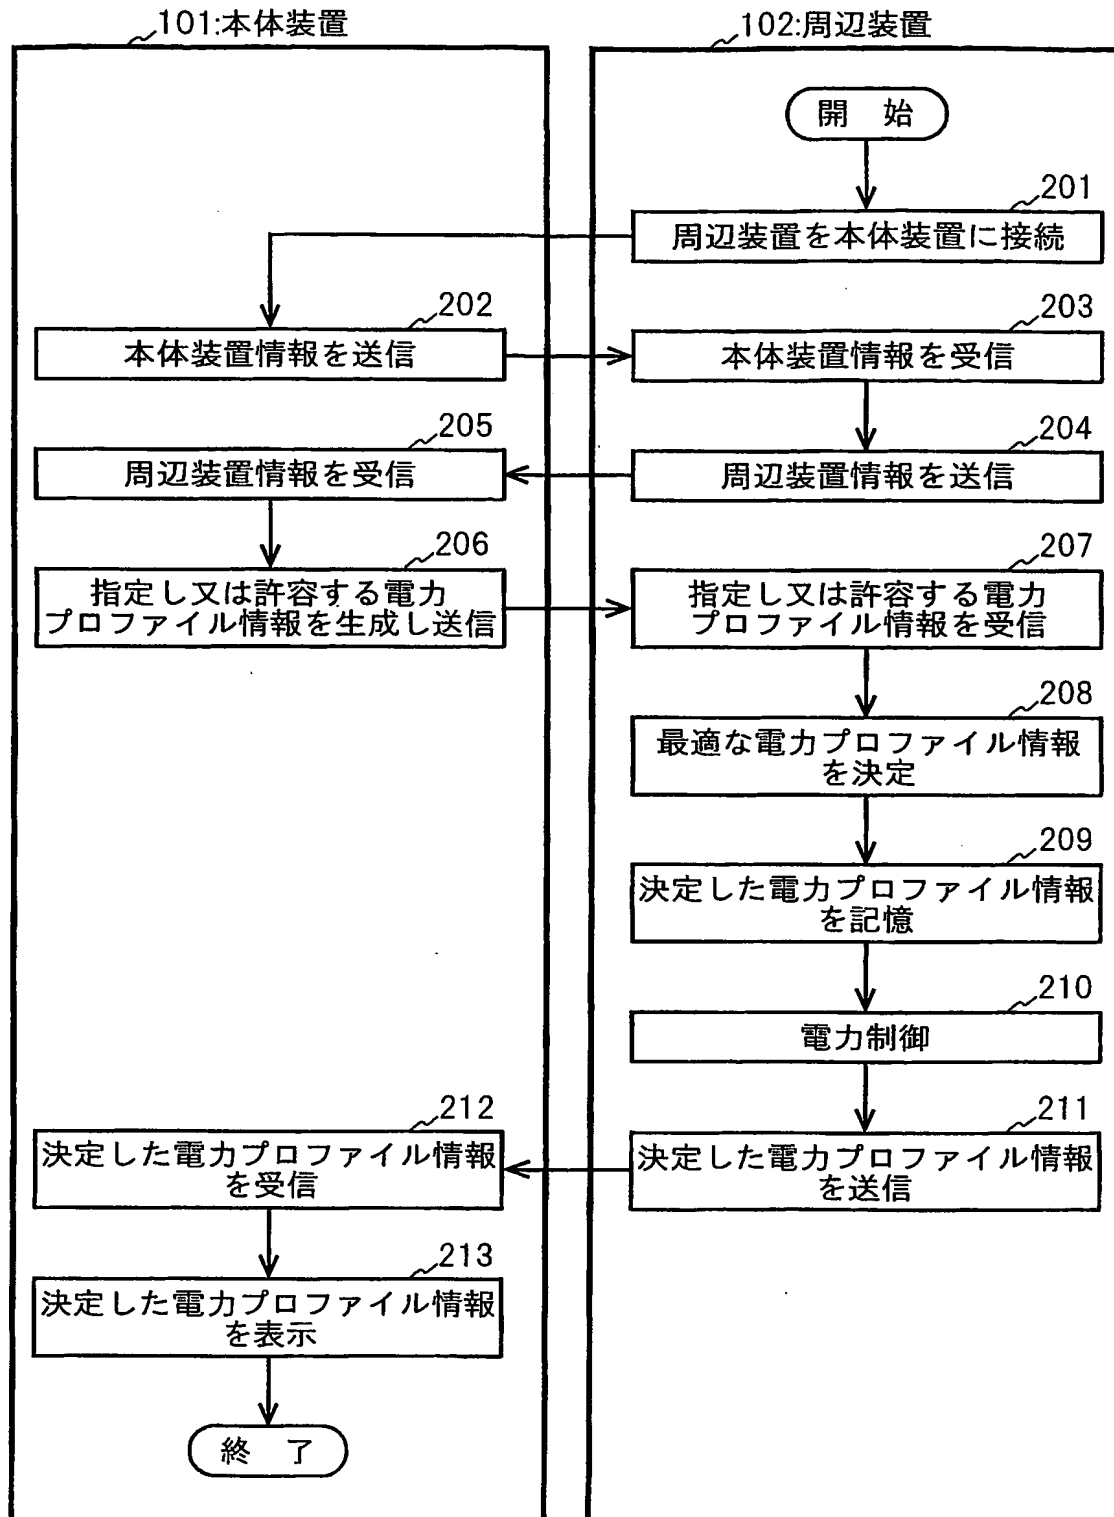 101:本体装置
102:周辺装置
開 始
201
周辺装置を本体装置に接続
202
本体装置情報を送信
203
本体装置情報を受信
204
周辺装置情報を送信
205
周辺装置情報を受信
206
指定し又は許容する電力
プロファイル情報を生成し送信
207
指定し又は許容する電力
プロファイル情報を受信
208
最適な電力プロファイル情報
を決定
209
決定した電力プロファイル情報
を記憶
210
電力制御
211
決定した電力プロファイル情報
を送信
212
決定した電力プロファイル情報
を受信
213
決定した電力プロファイル情報
を表示
終 了